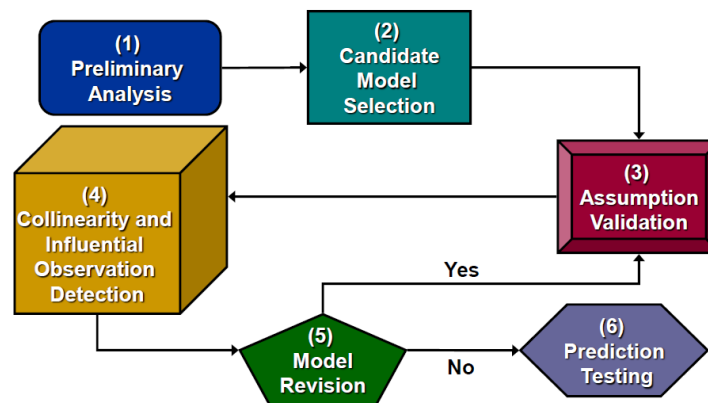 (1)
Preliminary
Analysis
(2)
Candidate
Model
Selection
(3)
Assumption
Validation
(4)
Collinearity and
Influential
Observation
Detection
Yes
(5)
Model
Revision
No
(6)
Prediction
Testing